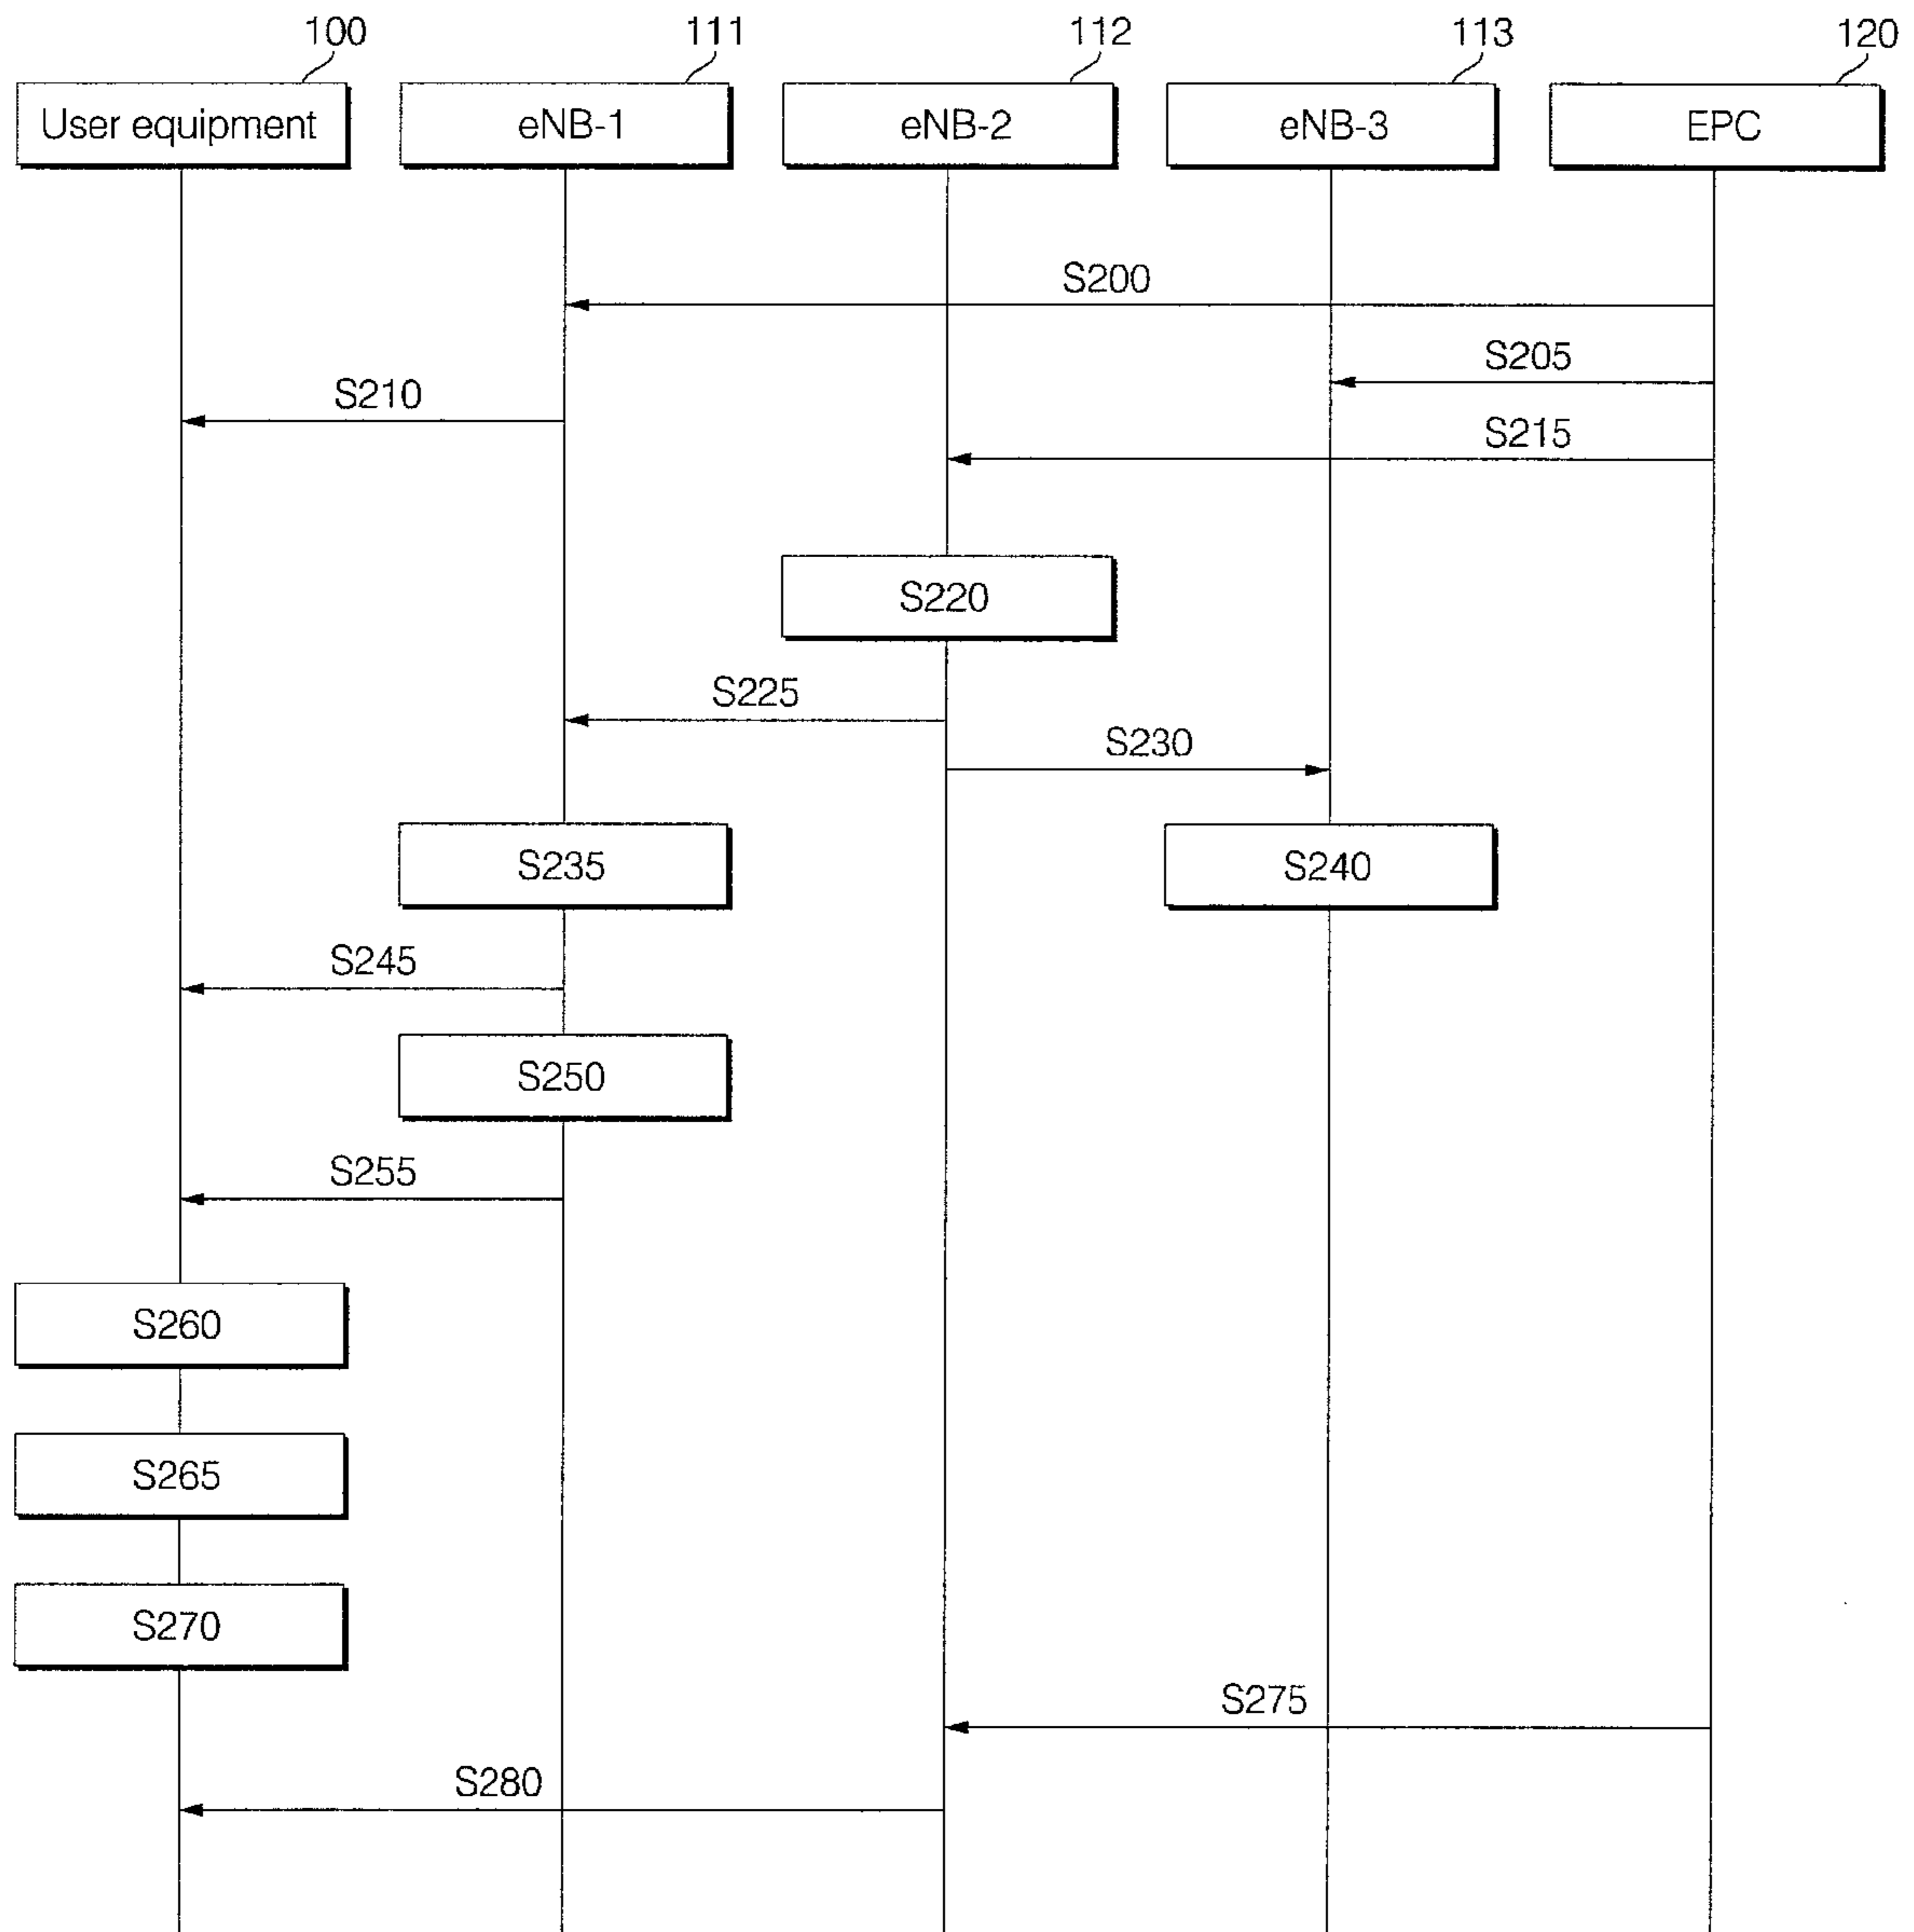 100
111
112
113
120
User equipment
eNB-1
eNB-2
eNB-3
EPC
S200
S205
S210
S215
S220
S225
S230
S235
S240
S245
S250
S255
S260
S265
S270
S275
S280